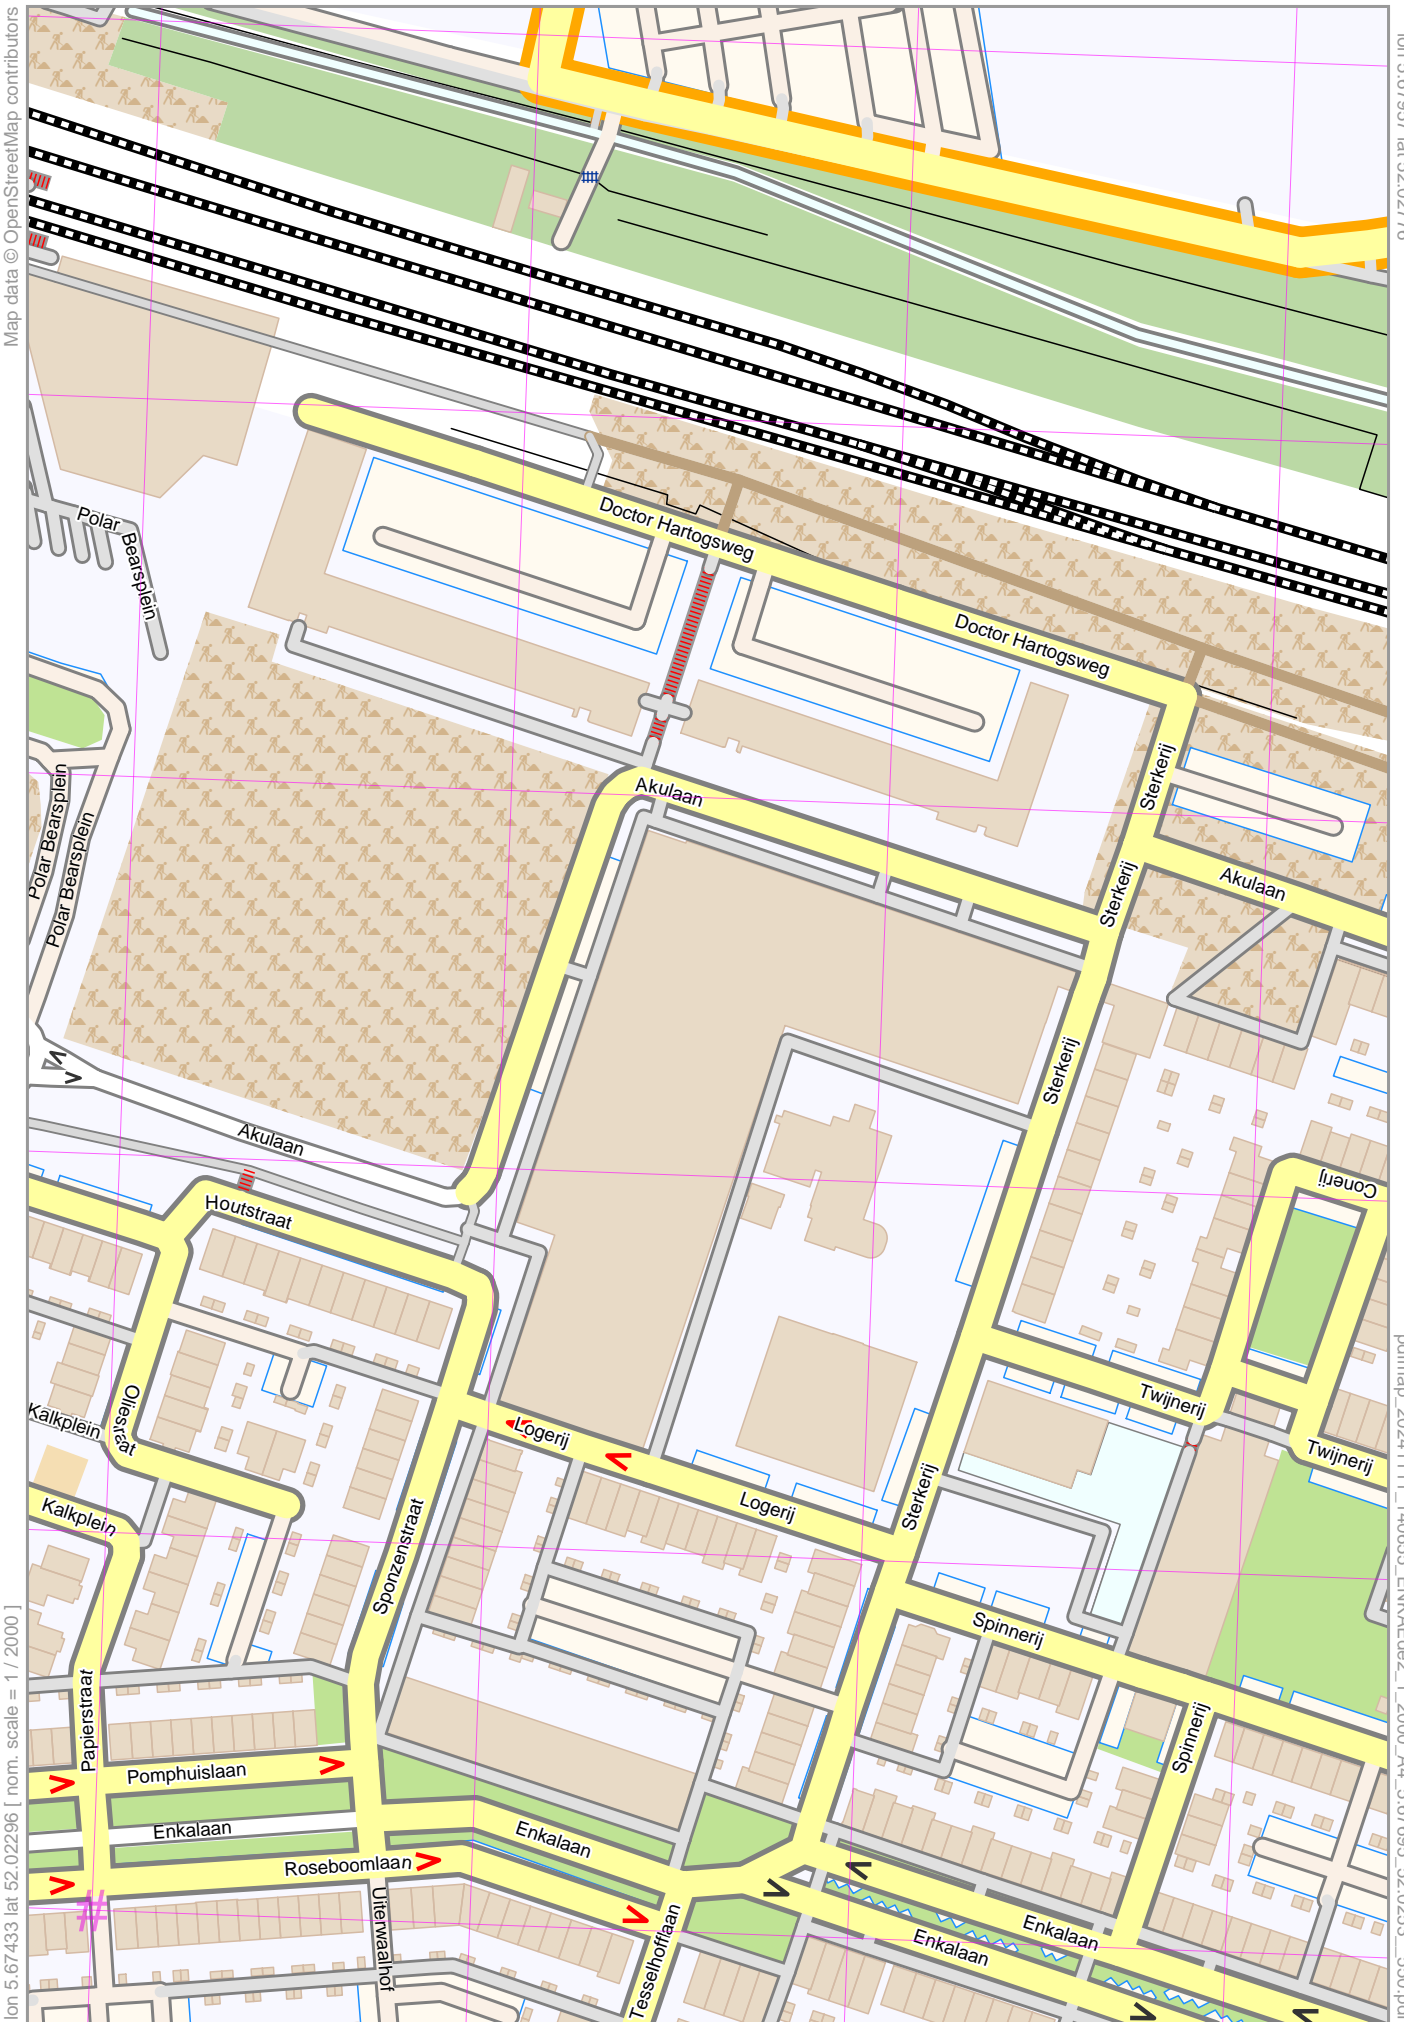 Map data © OpenStreetMap contributors
Doctor Hartogsweg
Polar
Bearsplein
Doctor Hartogsweg
Sterkerij
Akulaan
Polar Bearsplein
Polar Bearsplein
Sterkerij
Akulaan
Sterkerij
Akulaan
Conerij
Houtstraat
Twijnerij
Oliestraat
Kalkplein
Logerij
Twijnerij
Sterkerij
Logerij
Kalkplein
Sponzenstraat
Spinnerij
Papierstraat
Spinnerij
Pomphuislaan
Enkalaan
Enkalaan
Roseboomlaan
Uiterwaalhof
Tesselhofflaan
Enkalaan
Enkalaan
#
lon 5.67433 lat 52.02296 [ nom. scale = 1 / 2000 ]